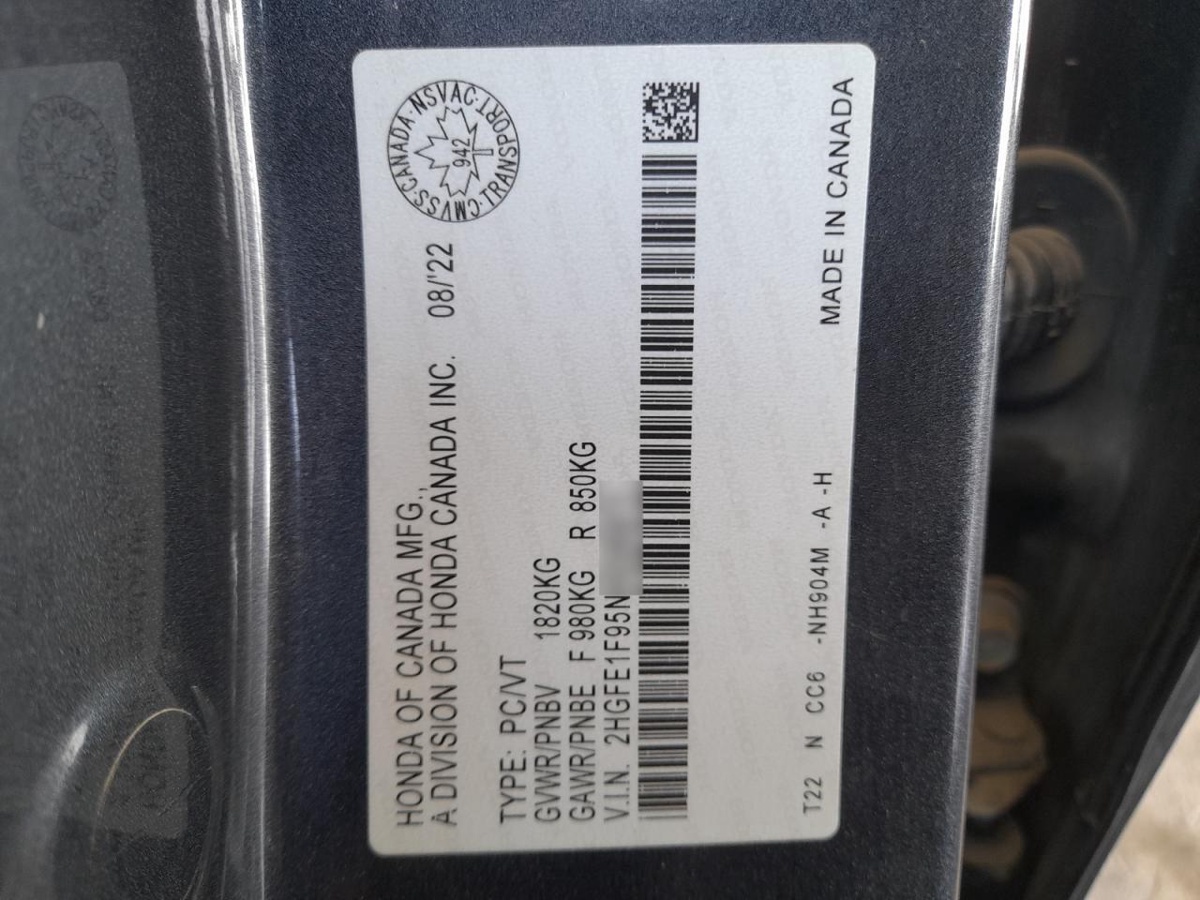 HONDA OF CANADA MFG.,
A DIVISION OF HONDA CANADA INC. 08/'22
CMVSS·CANADA·NSVAC·TRANSPORT·
942
TYPE: PC/VT
GVWR/PNBV 1820KG
GAWR/PNBE F 980KG R 850KG
V.I.N. 2HGFE1F95N
T22 N CC6 -NH904M -A -H MADE IN CANADA